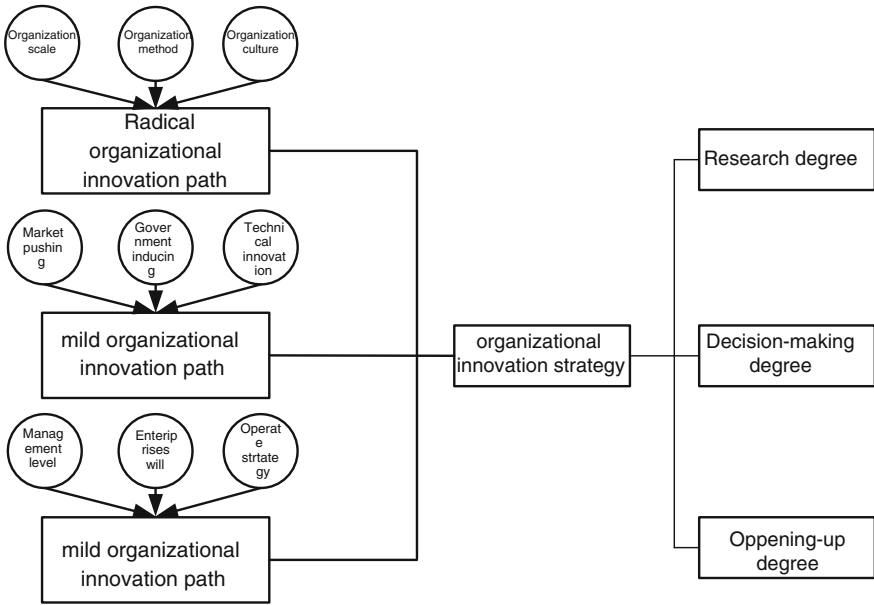 Organization
scale
Organization
method
Organization
culture
Radical
organizational
innovation path
Market
pushin
g
Gover
nment
inducin
g
Techni
cal
innovat
ion
mild organizational
innovation path
organizational
innovation strategy
Research degree
Decision-making
degree
Manag
ement
level
Enterip
rises
will
Operat
e
strtate
gy
mild organizational
innovation path
Oppening-up
degree